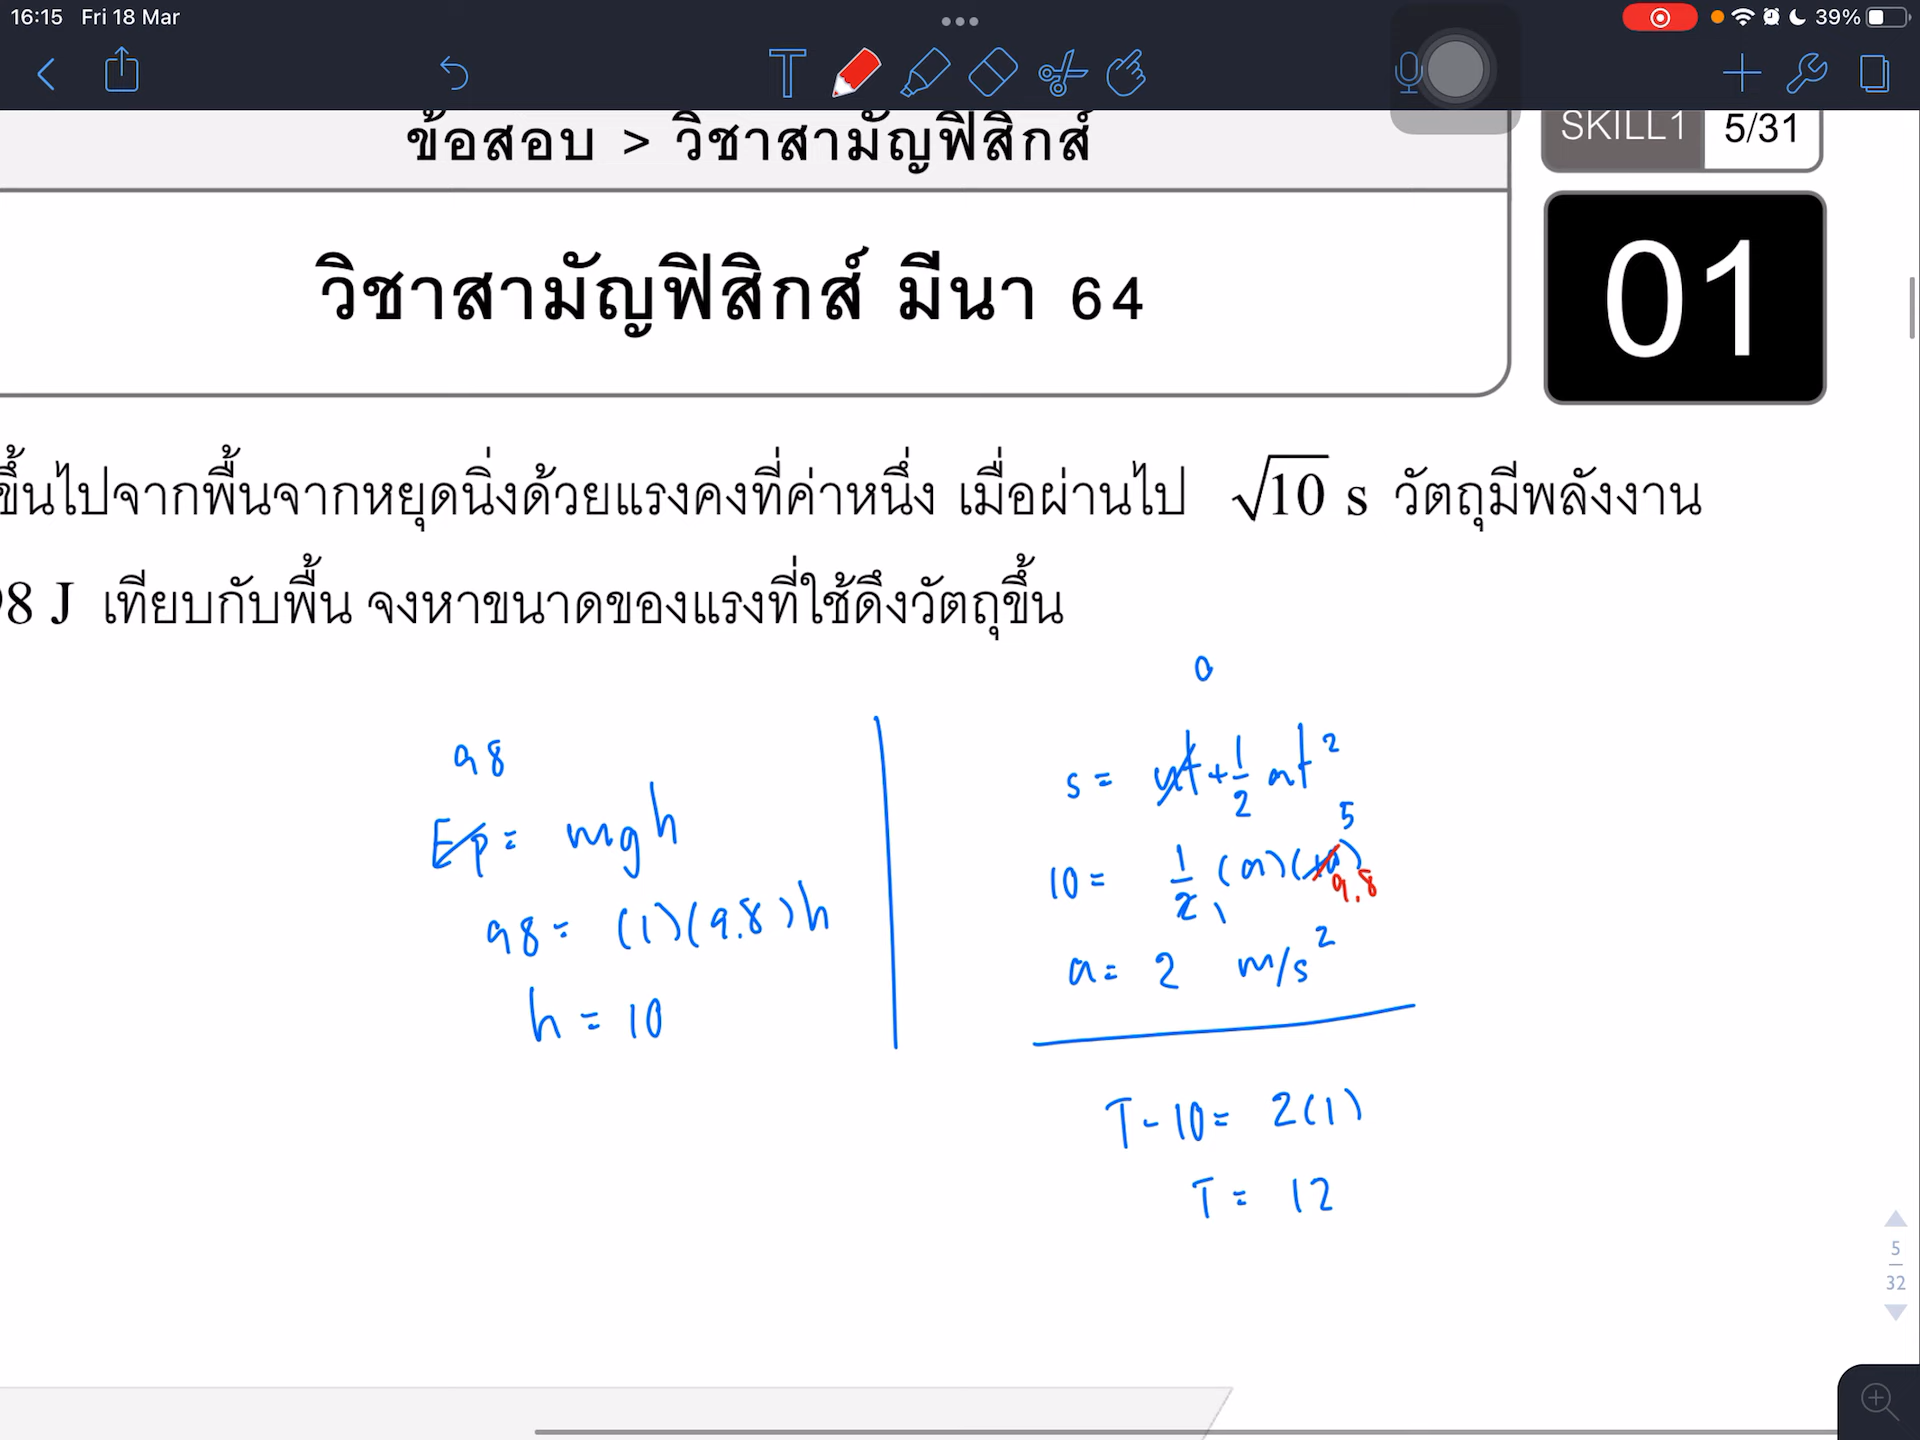 16:15 Fri 18 Mar
39%
ข้อสอบ > วิชาสามัญฟิสิกส์
SKILL1 5/31
วิชาสามัญฟิสิกส์ มีนา 64
01
ขึ้นไปจากพื้นจากหยุดนิ่งด้วยแรงคงที่ค่าหนึ่ง เมื่อผ่านไป √10 s วัตถุมีพลังงาน
98 J เทียบกับพื้น จงหาขนาดของแรงที่ใช้ดึงวัตถุขึ้น
98
Ep = mgh
98 = (1)(9.8)h
h = 10
0
s = ut + 1/2 at²
5
10 = 1/2 (a)(10)
9.8
1
a = 2 m/s²
T - 10 = 2(1)
T = 12
5
32